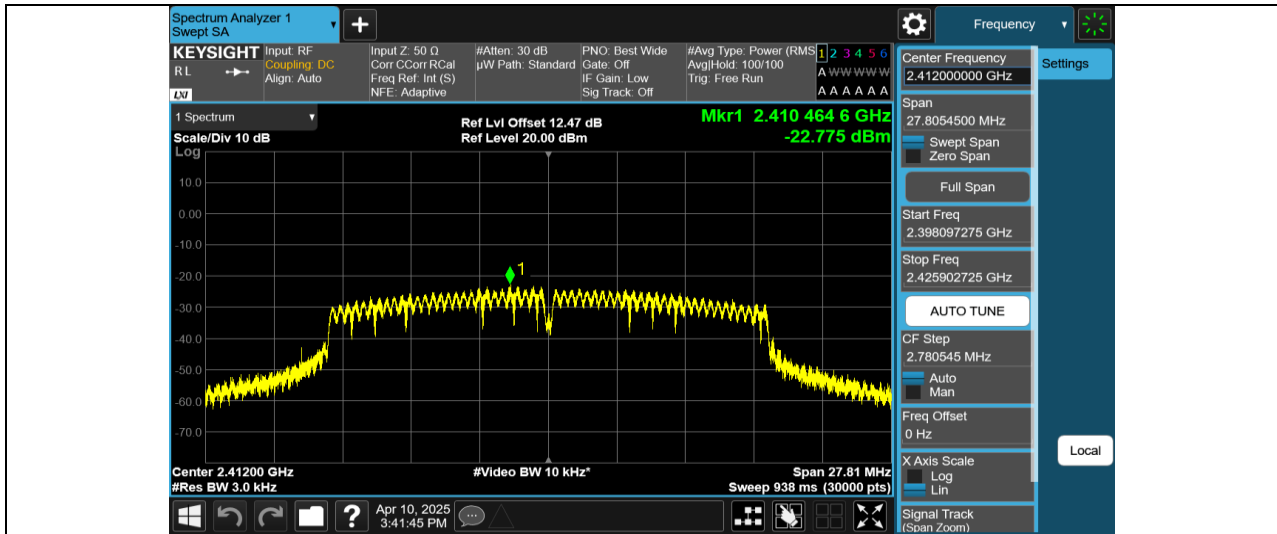 Spectrum Analyzer 1
Swept SA
+
Frequency
KEYSIGHT
RL
LXI
Input: RF
Coupling: DC
Align: Auto
Input Z: 50 Ω
Corr CCorr RCal
Freq Ref: Int (S)
NFE: Adaptive
#Atten: 30 dB
µW Path: Standard
PNO: Best Wide
Gate: Off
IF Gain: Low
Sig Track: Off
#Avg Type: Power (RMS
Avg|Hold: 100/100
Trig: Free Run
1 2 3 4 5 6
A W W W W W
A A A A A A
1 Spectrum
Scale/Div 10 dB
Log
Ref Lvl Offset 12.47 dB
Ref Level 20.00 dBm
Mkr1 2.410 464 6 GHz
-22.775 dBm
10.0
0.00
-10.0
-20.0
-30.0
-40.0
-50.0
-60.0
-70.0
1
Center 2.41200 GHz
#Res BW 3.0 kHz
#Video BW 10 kHz*
Span 27.81 MHz
Sweep 938 ms (30000 pts)
Center Frequency
2.412000000 GHz
Settings
Span
27.8054500 MHz
Swept Span
Zero Span
Full Span
Start Freq
2.398097275 GHz
Stop Freq
2.425902725 GHz
AUTO TUNE
CF Step
2.780545 MHz
Auto
Man
Freq Offset
0 Hz
X Axis Scale
Log
Lin
Local
Signal Track
(Span Zoom)
?
Apr 10, 2025
3:41:45 PM